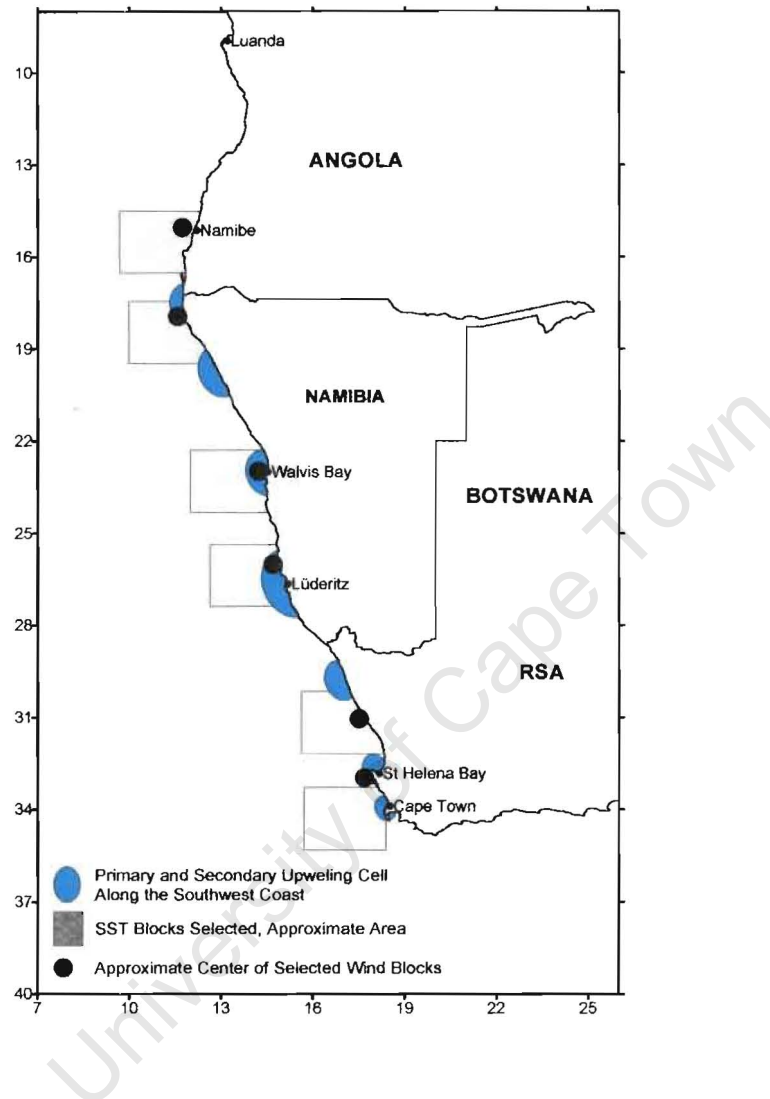 Luanda
10
ANGOLA
13
Namibe
16
19
NAMIBIA
22
Walvis Bay
BOTSWANA
25
Lüderitz
28
RSA
31
St Helena Bay
Cape Town
34
Primary and Secondary Upweling Cell
Along the Southwest Coast
37
SST Blocks Selected, Approximate Area
Approximate Center of Selected Wind Blocks
40
7 10 13 16 19 22 25
University of Cape Town